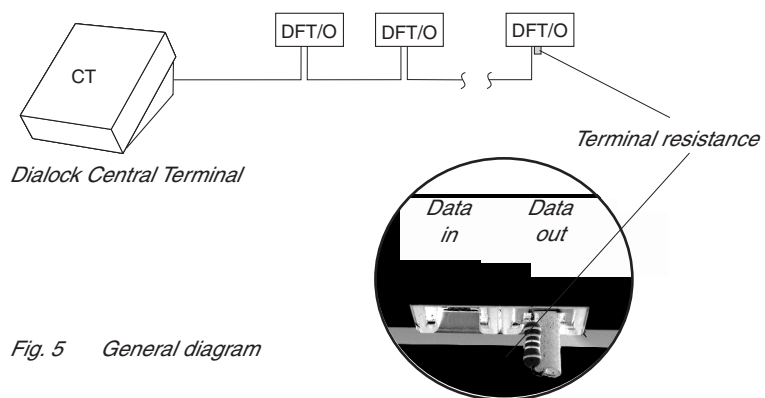 DFT/O DFT/O DFT/O
CT
Terminal resistance
Dialock Central Terminal
Data in
Data out
Fig. 5 General diagram